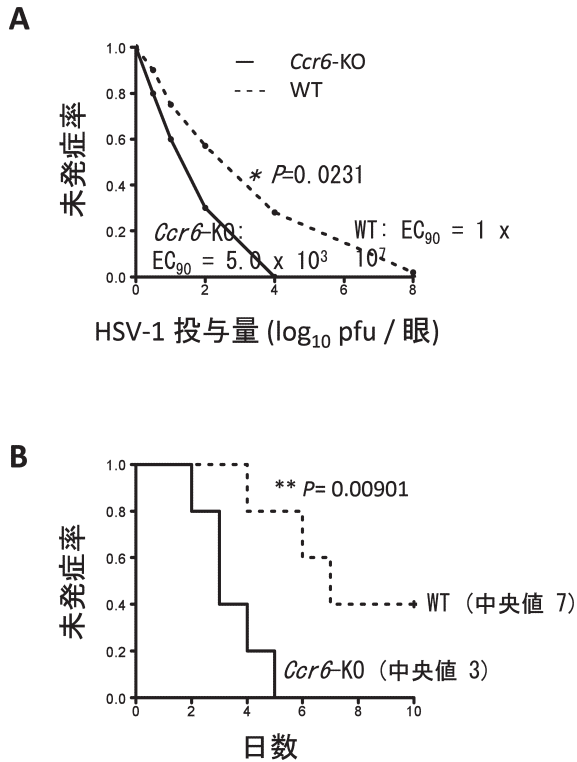 A
Ccr6-KO
WT
1.0
0.8
0.6
0.4
0.2
0.0
未発症率
* P=0.0231
Ccr6-KO:
EC90 = 5.0 x 10³
WT: EC90 = 1 x
10⁷
0 2 4 6 8
HSV-1 投与量 (log10 pfu / 眼)
B
1.0
0.8
0.6
0.4
0.2
0.0
未発症率
** P= 0.00901
WT (中央値 7)
Ccr6-KO (中央値 3)
0 2 4 6 8 10
日数